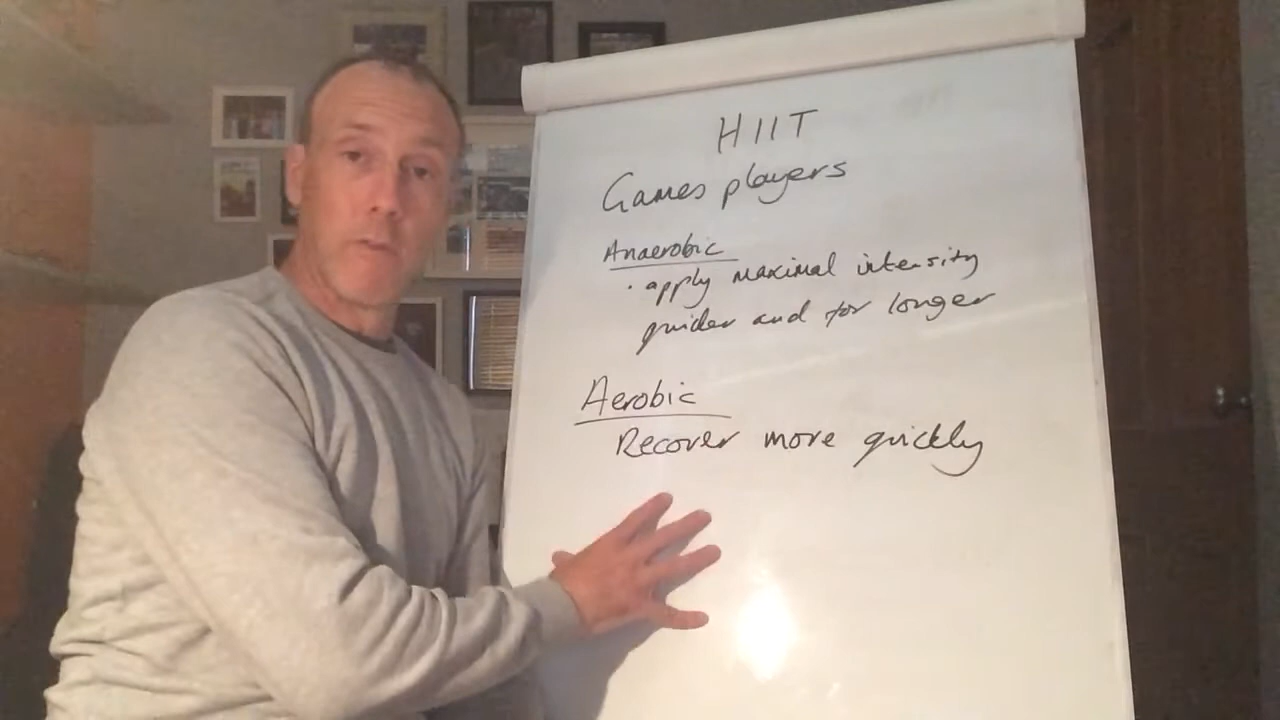 HIIT
Games players
Anaerobic
· apply maximal intensity
quicker and for longer
Aerobic
Recover more quickly